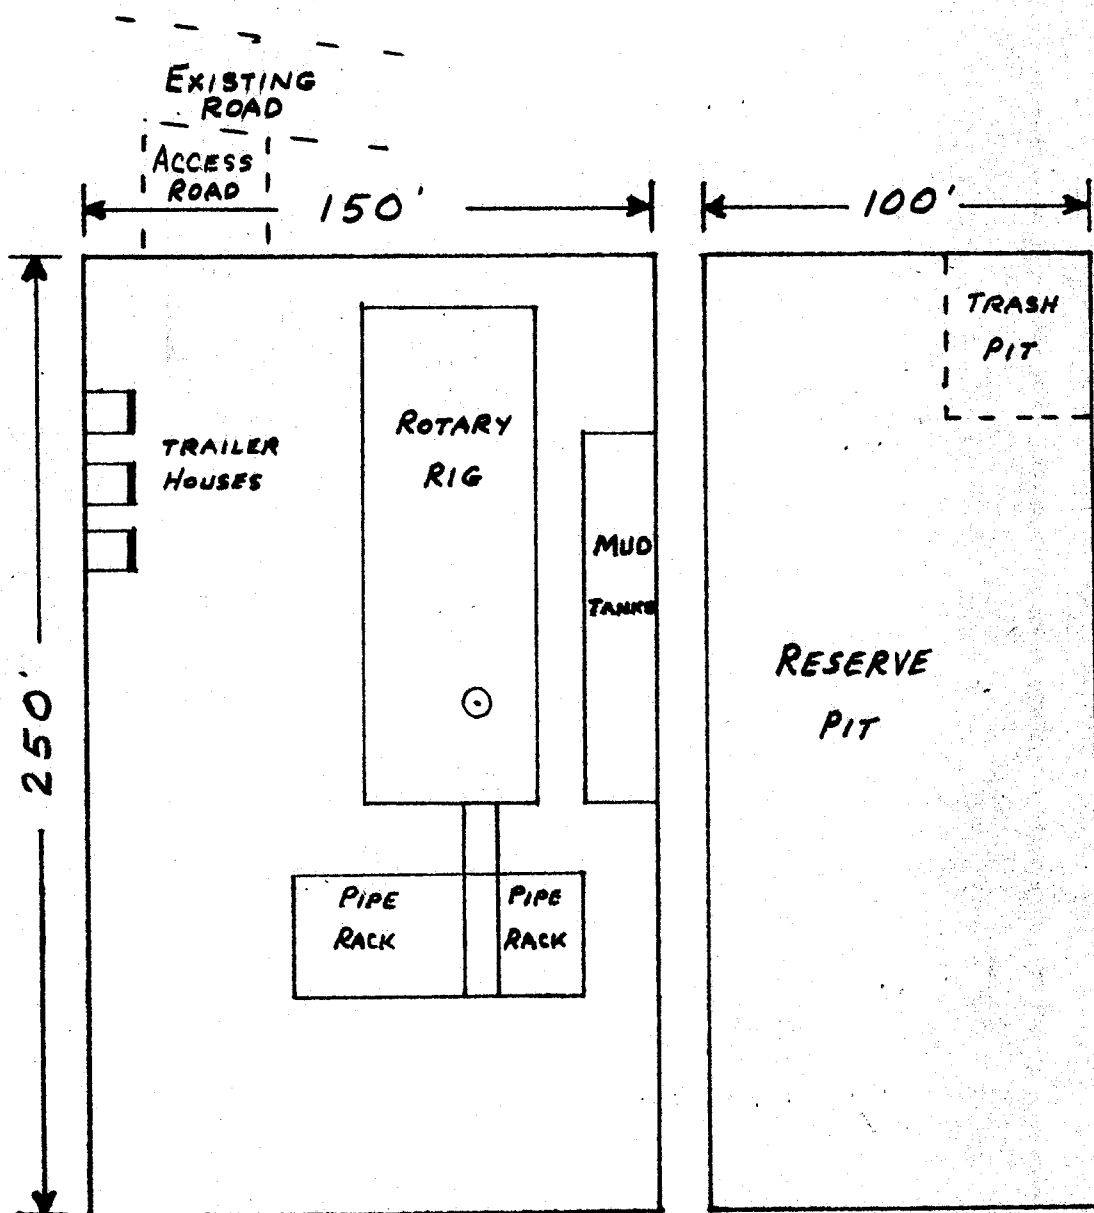 EXISTING
ROAD
ACCESS
ROAD
150'
100'
TRASH
PIT
ROTARY
RIG
TRAILER
HOUSES
MUD
TANKS
250'
RESERVE
PIT
PIPE
RACK
PIPE
RACK